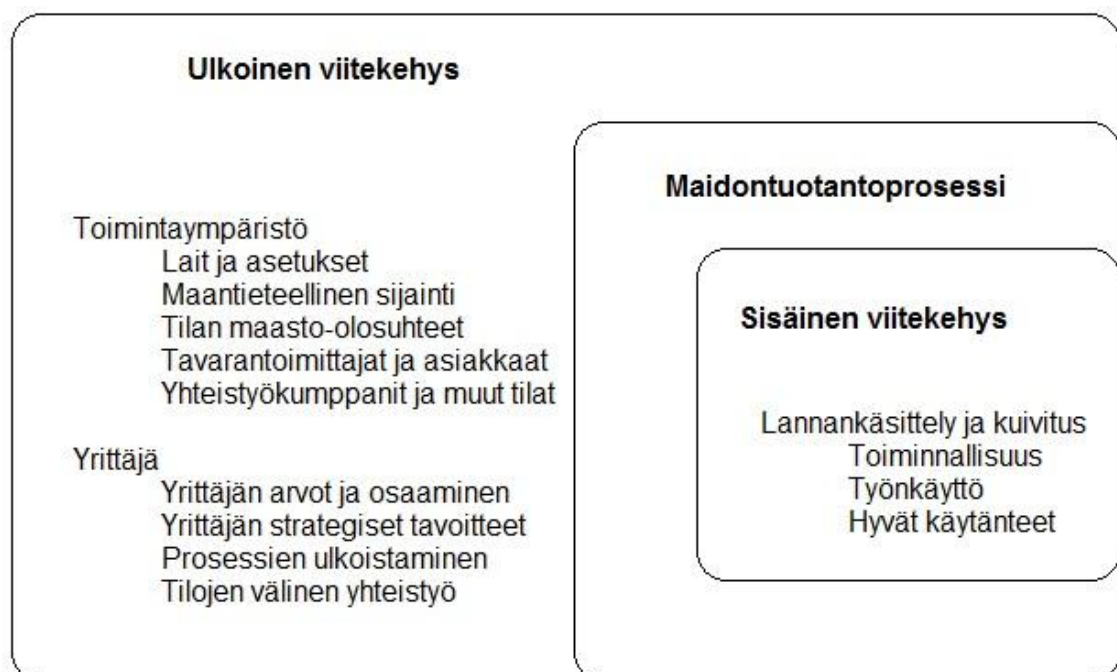 Ulkoinen viitekehys
Toimintaympäristö
Lait ja asetukset
Maantieteellinen sijainti
Tilan maasto-olosuhteet
Tavarantoimittajat ja asiakkaat
Yhteistyökumppanit ja muut tilat
Yrittäjä
Yrittäjän arvot ja osaaminen
Yrittäjän strategiset tavoitteet
Prosessien ulkoistaminen
Tilojen välinen yhteistyö
Maidontuotantoprosessi
Sisäinen viitekehys
Lannankäsittely ja kuivitus
Toiminnallisuus
Työnkäyttö
Hyvät käytänteet